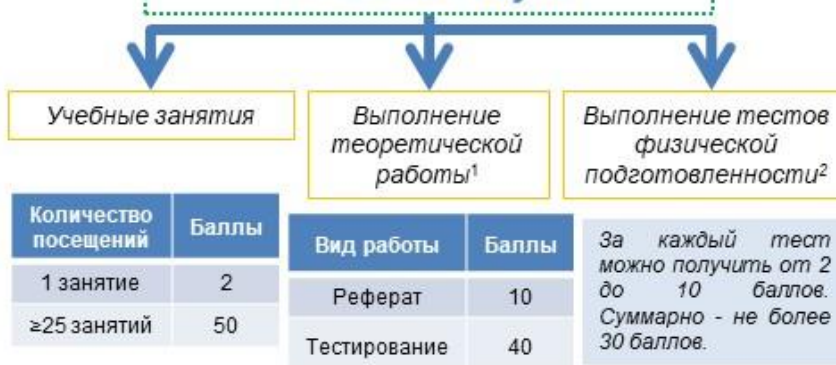 Учебные занятия
Выполнение
теоретической
работы¹
Выполнение тестов
физической
подготовленности²
Количество
посещений
Баллы
1 занятие
2
≥25 занятий
50
Вид работы
Баллы
Реферат
10
Тестирование
40
За каждый тест
можно получить от 2
до 10 баллов.
Суммарно - не более
30 баллов.